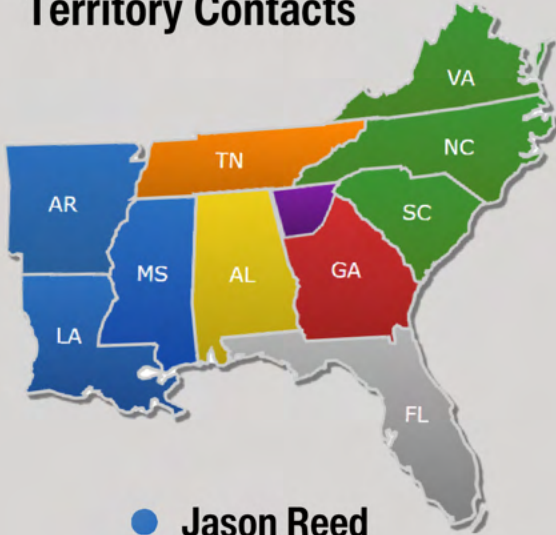 Territory Contacts
VA
NC
TN
SC
AR
MS
AL
GA
LA
FL
Jason Reed